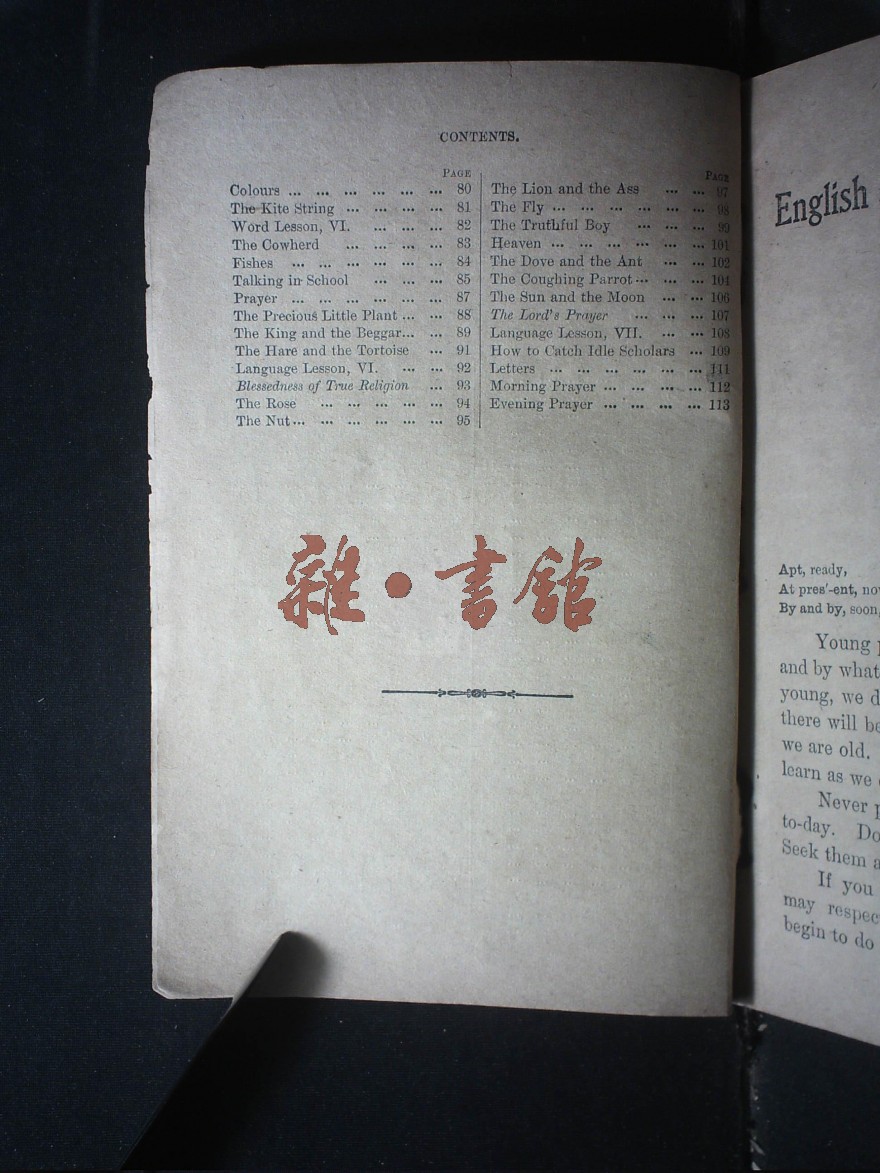 CONTENTS.
PAGE
Colours ... ... ... ... ... ... 80
The Kite String ... ... ... ... 81
Word Lesson, VI. ... ... ... 82
The Cowherd ... ... ... ... 83
Fishes ... ... ... ... ... ... 84
Talking in School ... ... ... 85
Prayer ... ... ... ... ... ... 87
The Precious Little Plant ... ... 88
The King and the Beggar... ... 89
The Hare and the Tortoise ... 91
Language Lesson, VI. ... ... 92
Blessedness of True Religion ... 93
The Rose ... ... ... ... ... 94
The Nut... ... ... ... ... ... 95
PAGE
The Lion and the Ass ... ... 97
The Fly ... ... ... ... ... ... 98
The Truthful Boy ... ... ... 99
Heaven ... ... ... ... ... ... 101
The Dove and the Ant ... ... 102
The Coughing Parrot... ... ... 104
The Sun and the Moon ... ... 106
The Lord's Prayer ... ... ... 107
Language Lesson, VII. ... ... 108
How to Catch Idle Scholars ... 109
Letters ... ... ... ... ... ... 111
Morning Prayer ... ... ... ... 112
Evening Prayer ... ... ... ... 113
雜·書館
English
Apt, ready,
At pres'-ent,
By and by, soon,
Young
and by what
young, we
there will
we are old.
learn as we
Never
to-day. Do
Seek them
If you
may
begin to do